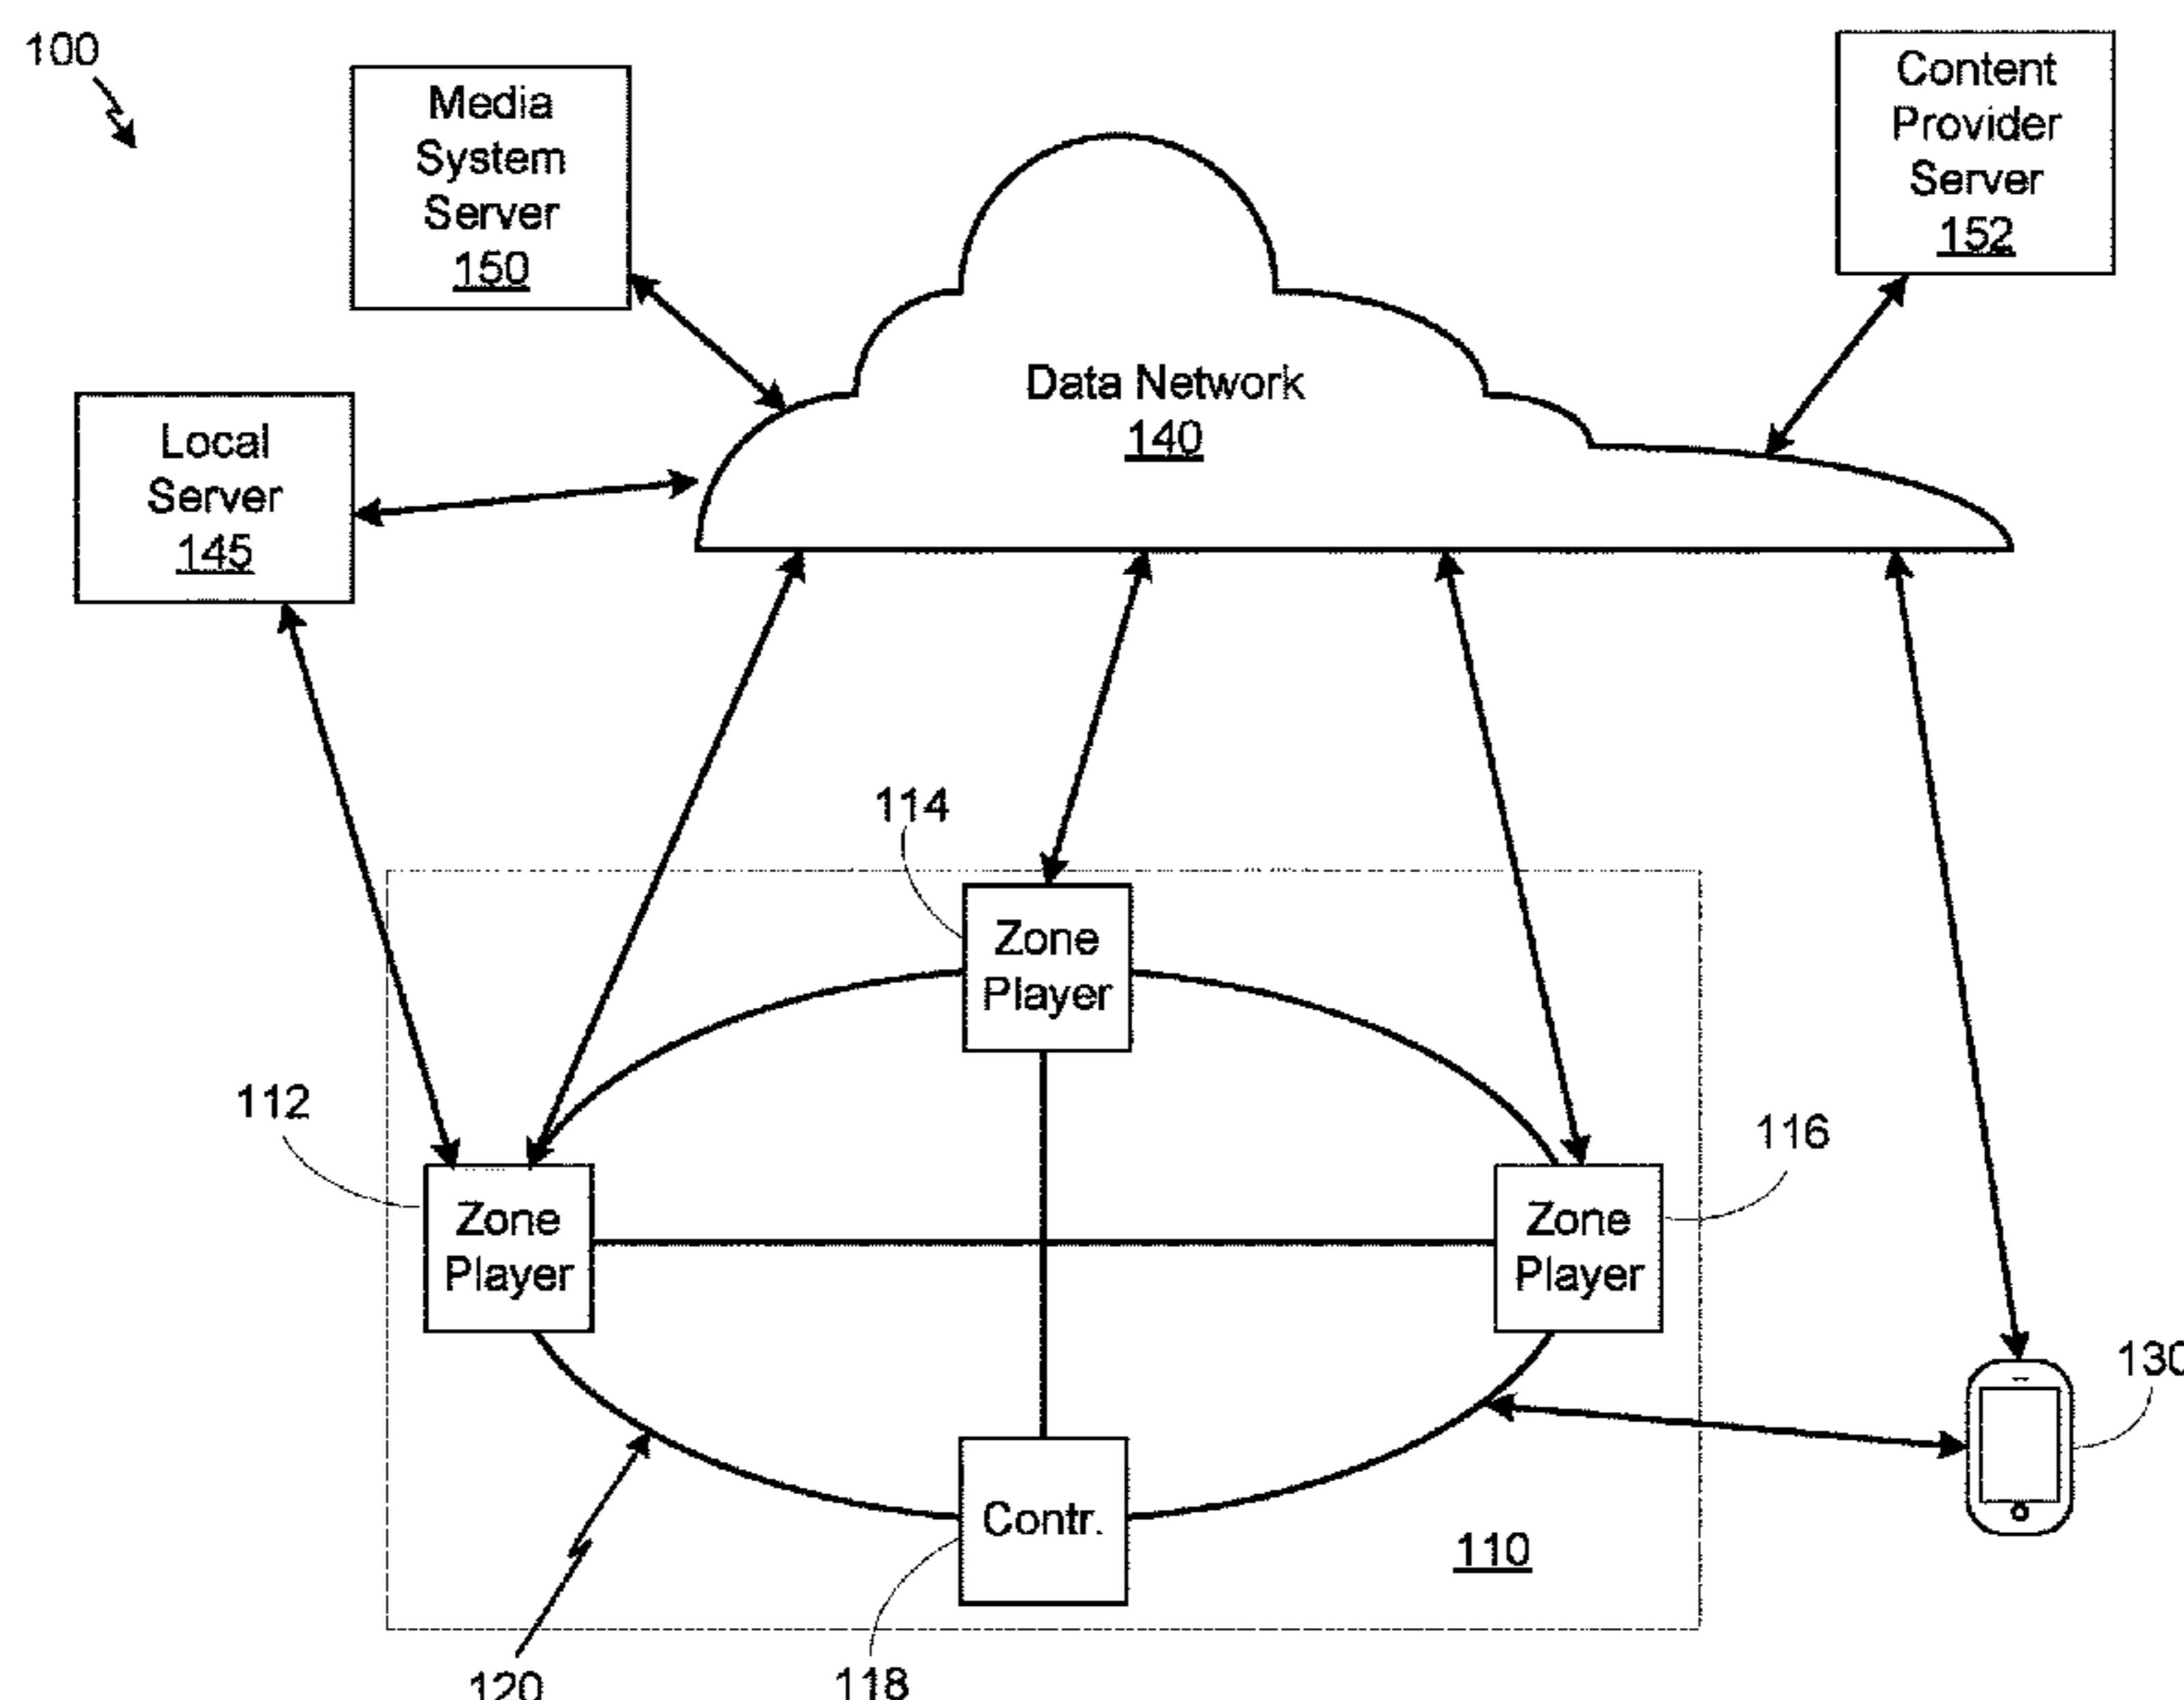 100
Media
System
Server
150
Content
Provider
Server
152
Data Network
140
Local
Server
145
114
Zone
Player
112
116
Zone
Player
Zone
Player
130
Contr.
110
120
118